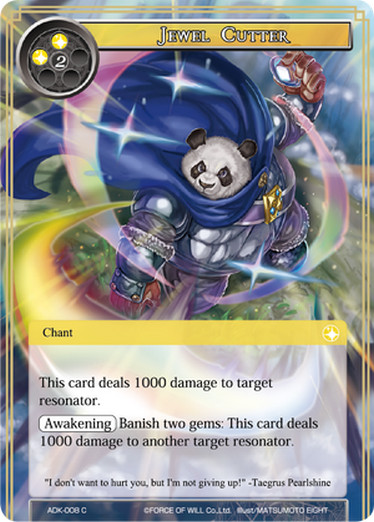 Jewel Cutter
2
Chant
This card deals 1000 damage to target
resonator.
Awakening Banish two gems: This card deals
1000 damage to another target resonator.
"I don't want to hurt you, but I'm not giving up!" -Taegrus Pearlshine
ADK-008 C ©FORCE OF WILL Co.,Ltd. Illust/MATSUMOTO EIGHT